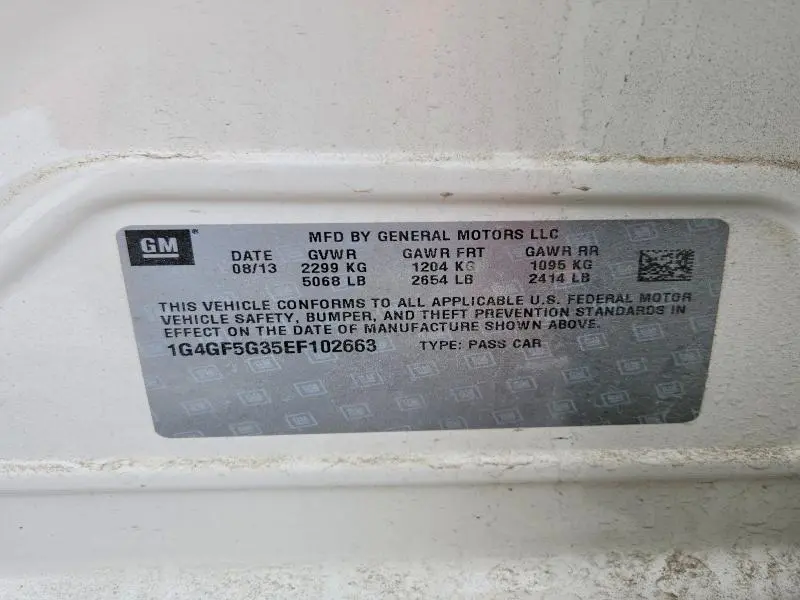 GM®
MFD BY GENERAL MOTORS LLC
DATE GVWR GAWR FRT GAWR RR
08/13 2299 KG 1204 KG 1095 KG
5068 LB 2654 LB 2414 LB
THIS VEHICLE CONFORMS TO ALL APPLICABLE U.S. FEDERAL MOTOR
VEHICLE SAFETY, BUMPER, AND THEFT PREVENTION STANDARDS IN
EFFECT ON THE DATE OF MANUFACTURE SHOWN ABOVE.
1G4GF5G35EF102663 TYPE: PASS CAR